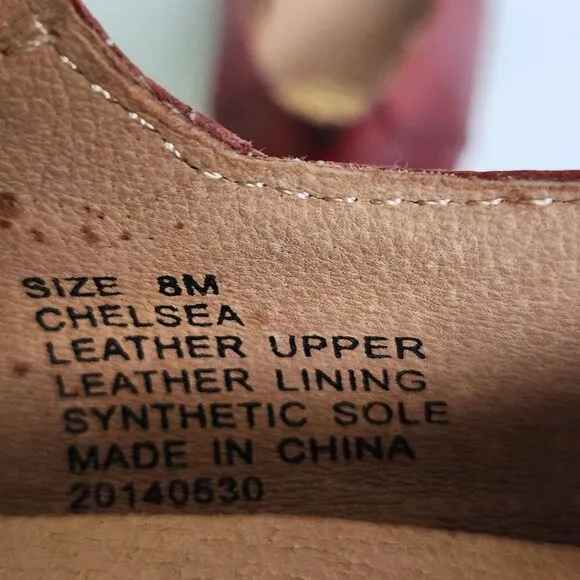 SIZE 8M
CHELSEA
LEATHER UPPER
LEATHER LINING
SYNTHETIC SOLE
MADE IN CHINA
20140530